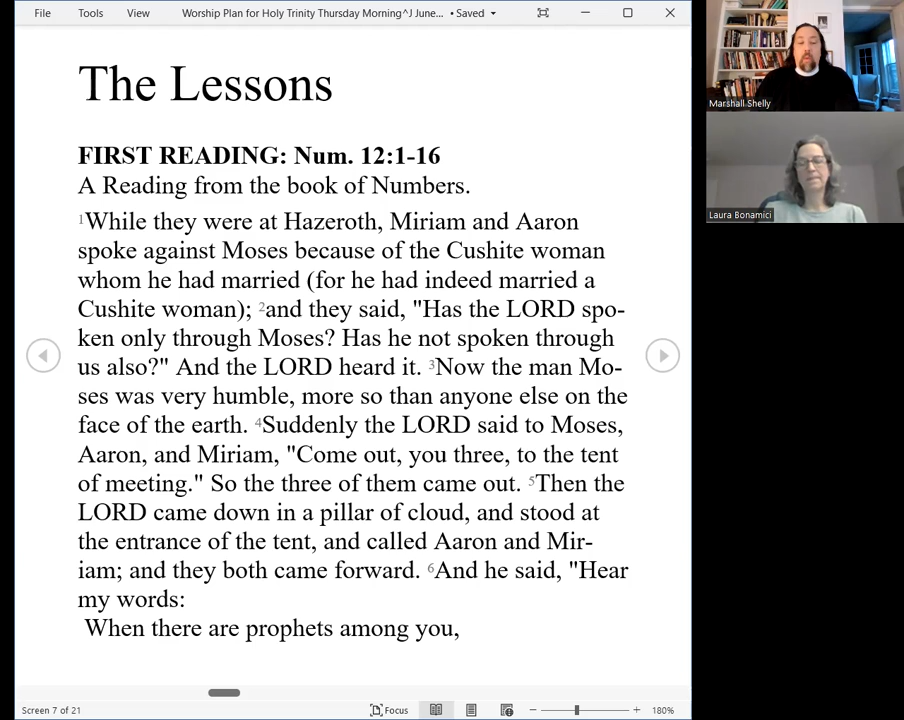 File Tools View Worship Plan for Holy Trinity Thursday Morning^J June... • Saved
The Lessons
FIRST READING: Num. 12:1-16
A Reading from the book of Numbers.
1While they were at Hazeroth, Miriam and Aaron
spoke against Moses because of the Cushite woman
whom he had married (for he had indeed married a
Cushite woman); 2and they said, "Has the LORD spo-
ken only through Moses? Has he not spoken through
us also?" And the LORD heard it. 3Now the man Mo-
ses was very humble, more so than anyone else on the
face of the earth. 4Suddenly the LORD said to Moses,
Aaron, and Miriam, "Come out, you three, to the tent
of meeting." So the three of them came out. 5Then the
LORD came down in a pillar of cloud, and stood at
the entrance of the tent, and called Aaron and Mir-
iam; and they both came forward. 6And he said, "Hear
my words:
When there are prophets among you,
Screen 7 of 21 Focus 180%
Marshall Shelly
Laura Bonamici